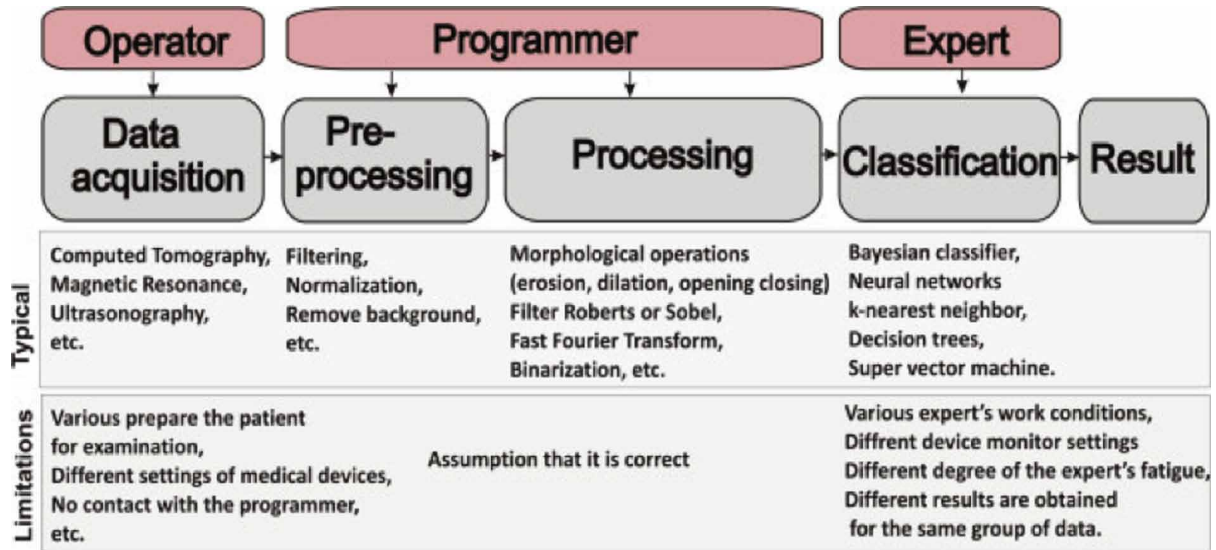 Operator
Programmer
Expert
Data
acquisition
Pre-
processing
Processing
Classification
Result
Typical
Computed Tomography,
Magnetic Resonance,
Ultrasonography,
etc.
Filtering,
Normalization,
Remove background,
etc.
Morphological operations
(erosion, dilation, opening closing)
Filter Roberts or Sobel,
Fast Fourier Transform,
Binarization, etc.
Bayesian classifier,
Neural networks
k-nearest neighbor,
Decision trees,
Super vector machine.
Limitations
Various prepare the patient
for examination,
Different settings of medical devices,
No contact with the programmer,
etc.
Assumption that it is correct
Various expert's work conditions,
Diffrent device monitor settings
Different degree of the expert's fatigue,
Different results are obtained
for the same group of data.